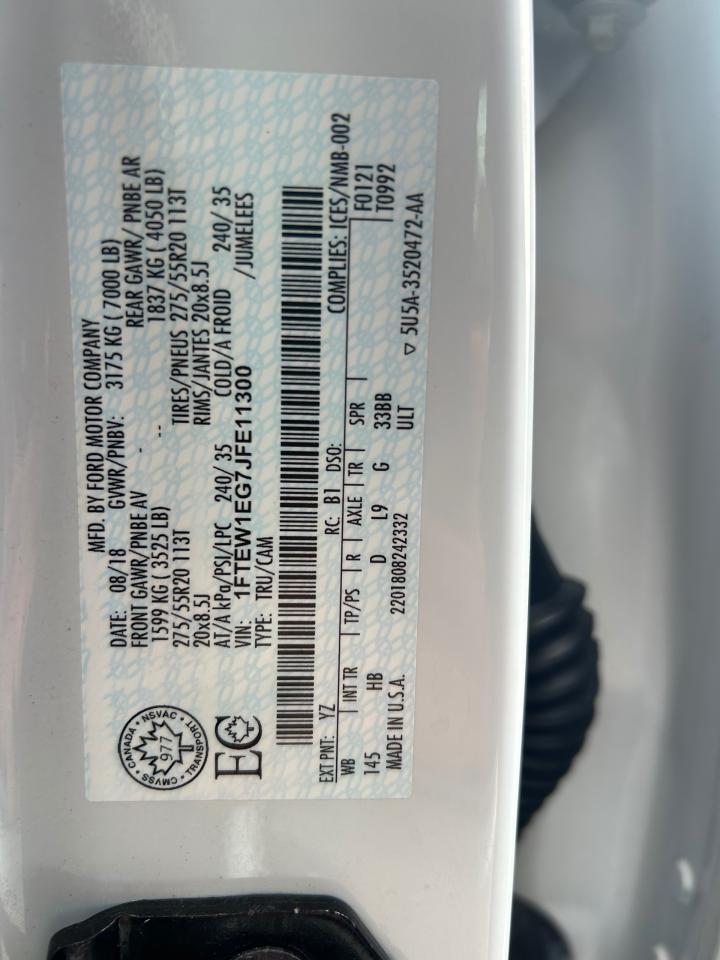 MFD. BY FORD MOTOR COMPANY
DATE: 08/18 GVWR/PNBV: 3175 KG ( 7000 LB)
FRONT GAWR/PNBE AV - REAR GAWR/ PNBE AR
1599 KG ( 3525 LB) -- 1837 KG ( 4050 LB)
275/55R20 113T TIRES/PNEUS 275/55R20 113T
20x8.5J RIMS/JANTES 20x8.5J
AT/A kPa/PSI/LPC 240/ 35 COLD/A FROID 240/ 35
VIN: 1FTEW1EG7JFE11300 /JUMELEES
TYPE: TRU/CAM
CANADA • NSVAC • TRANSPORT • CMVSS •
977
EC
EXT PNT: YZ RC: B1 DSO: COMPLIES: ICES/NMB-002
WB | INT TR | TP/PS | R | AXLE | TR | SPR | F0121
145 HB D L9 G 33BB T0992
MADE IN U.S.A. 2201808242332 ULT ▽ 5U5A-3520472-AA